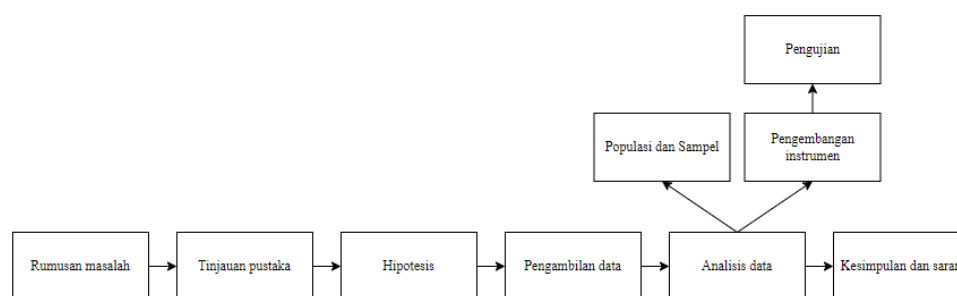 Pengujian
Populasi dan Sampel
Pengembangan
instrumen
Rumusan masalah
Tinjauan pustaka
Hipotesis
Pengambilan data
Analisis data
Kesimpulan dan saran